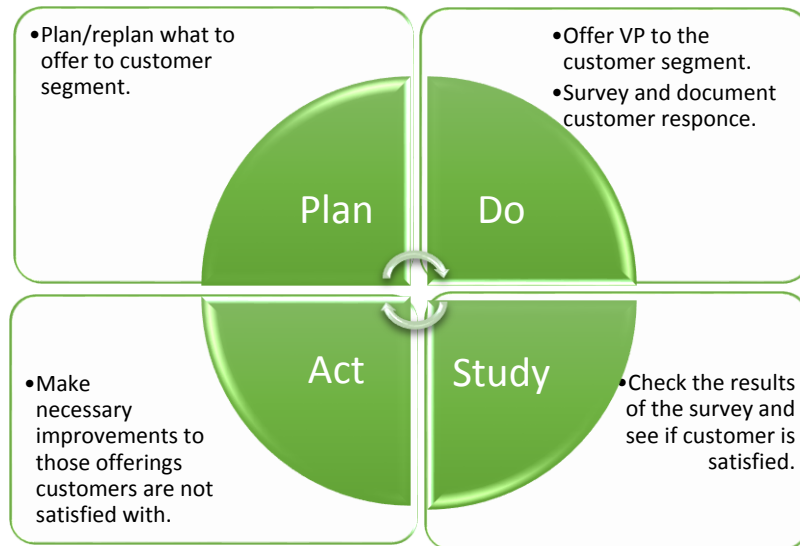 •Plan/replan what to
offer to customer
segment.
•Offer VP to the
customer segment.
•Survey and document
customer responce.
Plan
Do
Act
Study
•Make
necessary
improvements to
those offerings
customers are not
satisfied with.
•Check the results
of the survey and
see if customer is
satisfied.